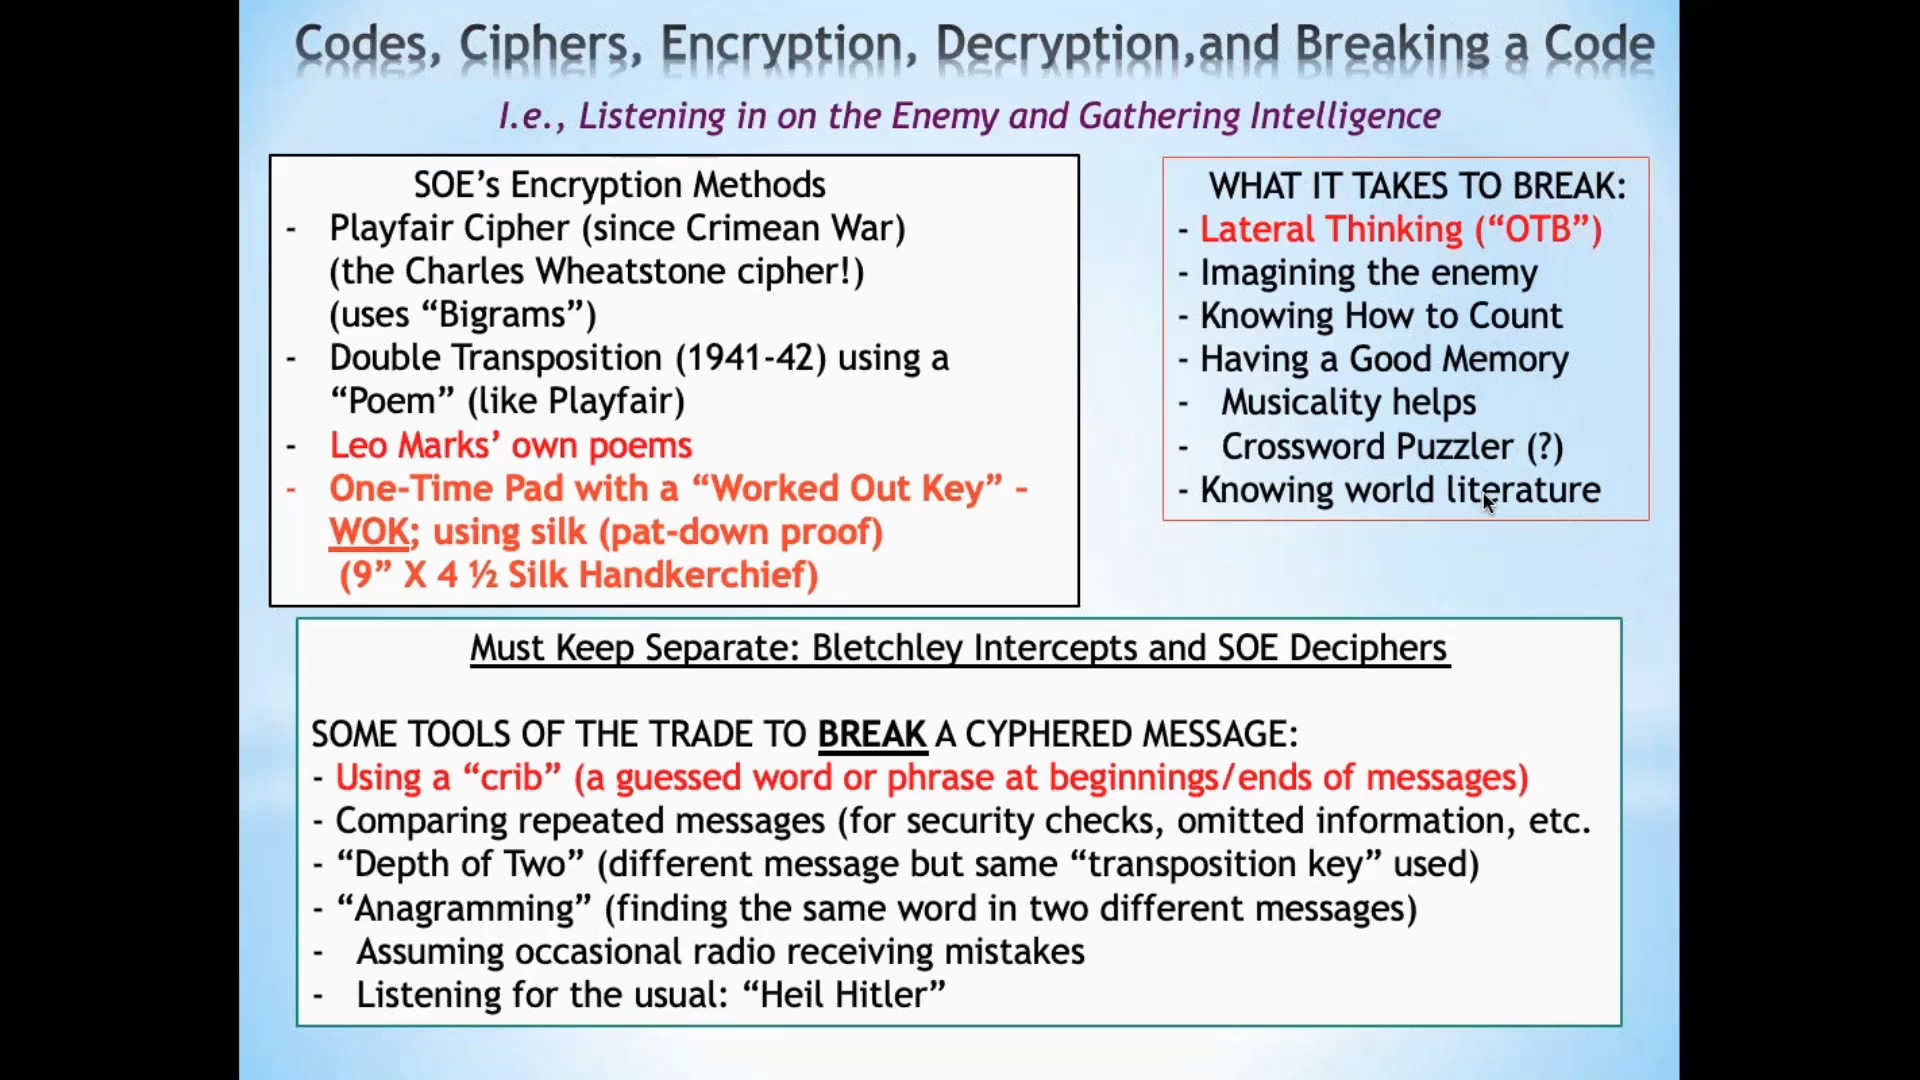 Codes, Ciphers, Encryption, Decryption,and Breaking a Code
I.e., Listening in on the Enemy and Gathering Intelligence
SOE’s Encryption Methods
- Playfair Cipher (since Crimean War)
(the Charles Wheatstone cipher!)
(uses “Bigrams”)
- Double Transposition (1941-42) using a
“Poem” (like Playfair)
- Leo Marks’ own poems
- One-Time Pad with a “Worked Out Key” –
WOK; using silk (pat-down proof)
(9” X 4 ½ Silk Handkerchief)
WHAT IT TAKES TO BREAK:
- Lateral Thinking (“OTB”)
- Imagining the enemy
- Knowing How to Count
- Having a Good Memory
- Musicality helps
- Crossword Puzzler (?)
- Knowing world literature
Must Keep Separate: Bletchley Intercepts and SOE Deciphers
SOME TOOLS OF THE TRADE TO BREAK A CYPHERED MESSAGE:
- Using a “crib” (a guessed word or phrase at beginnings/ends of messages)
- Comparing repeated messages (for security checks, omitted information, etc.
- “Depth of Two” (different message but same “transposition key” used)
- “Anagramming” (finding the same word in two different messages)
- Assuming occasional radio receiving mistakes
- Listening for the usual: “Heil Hitler”